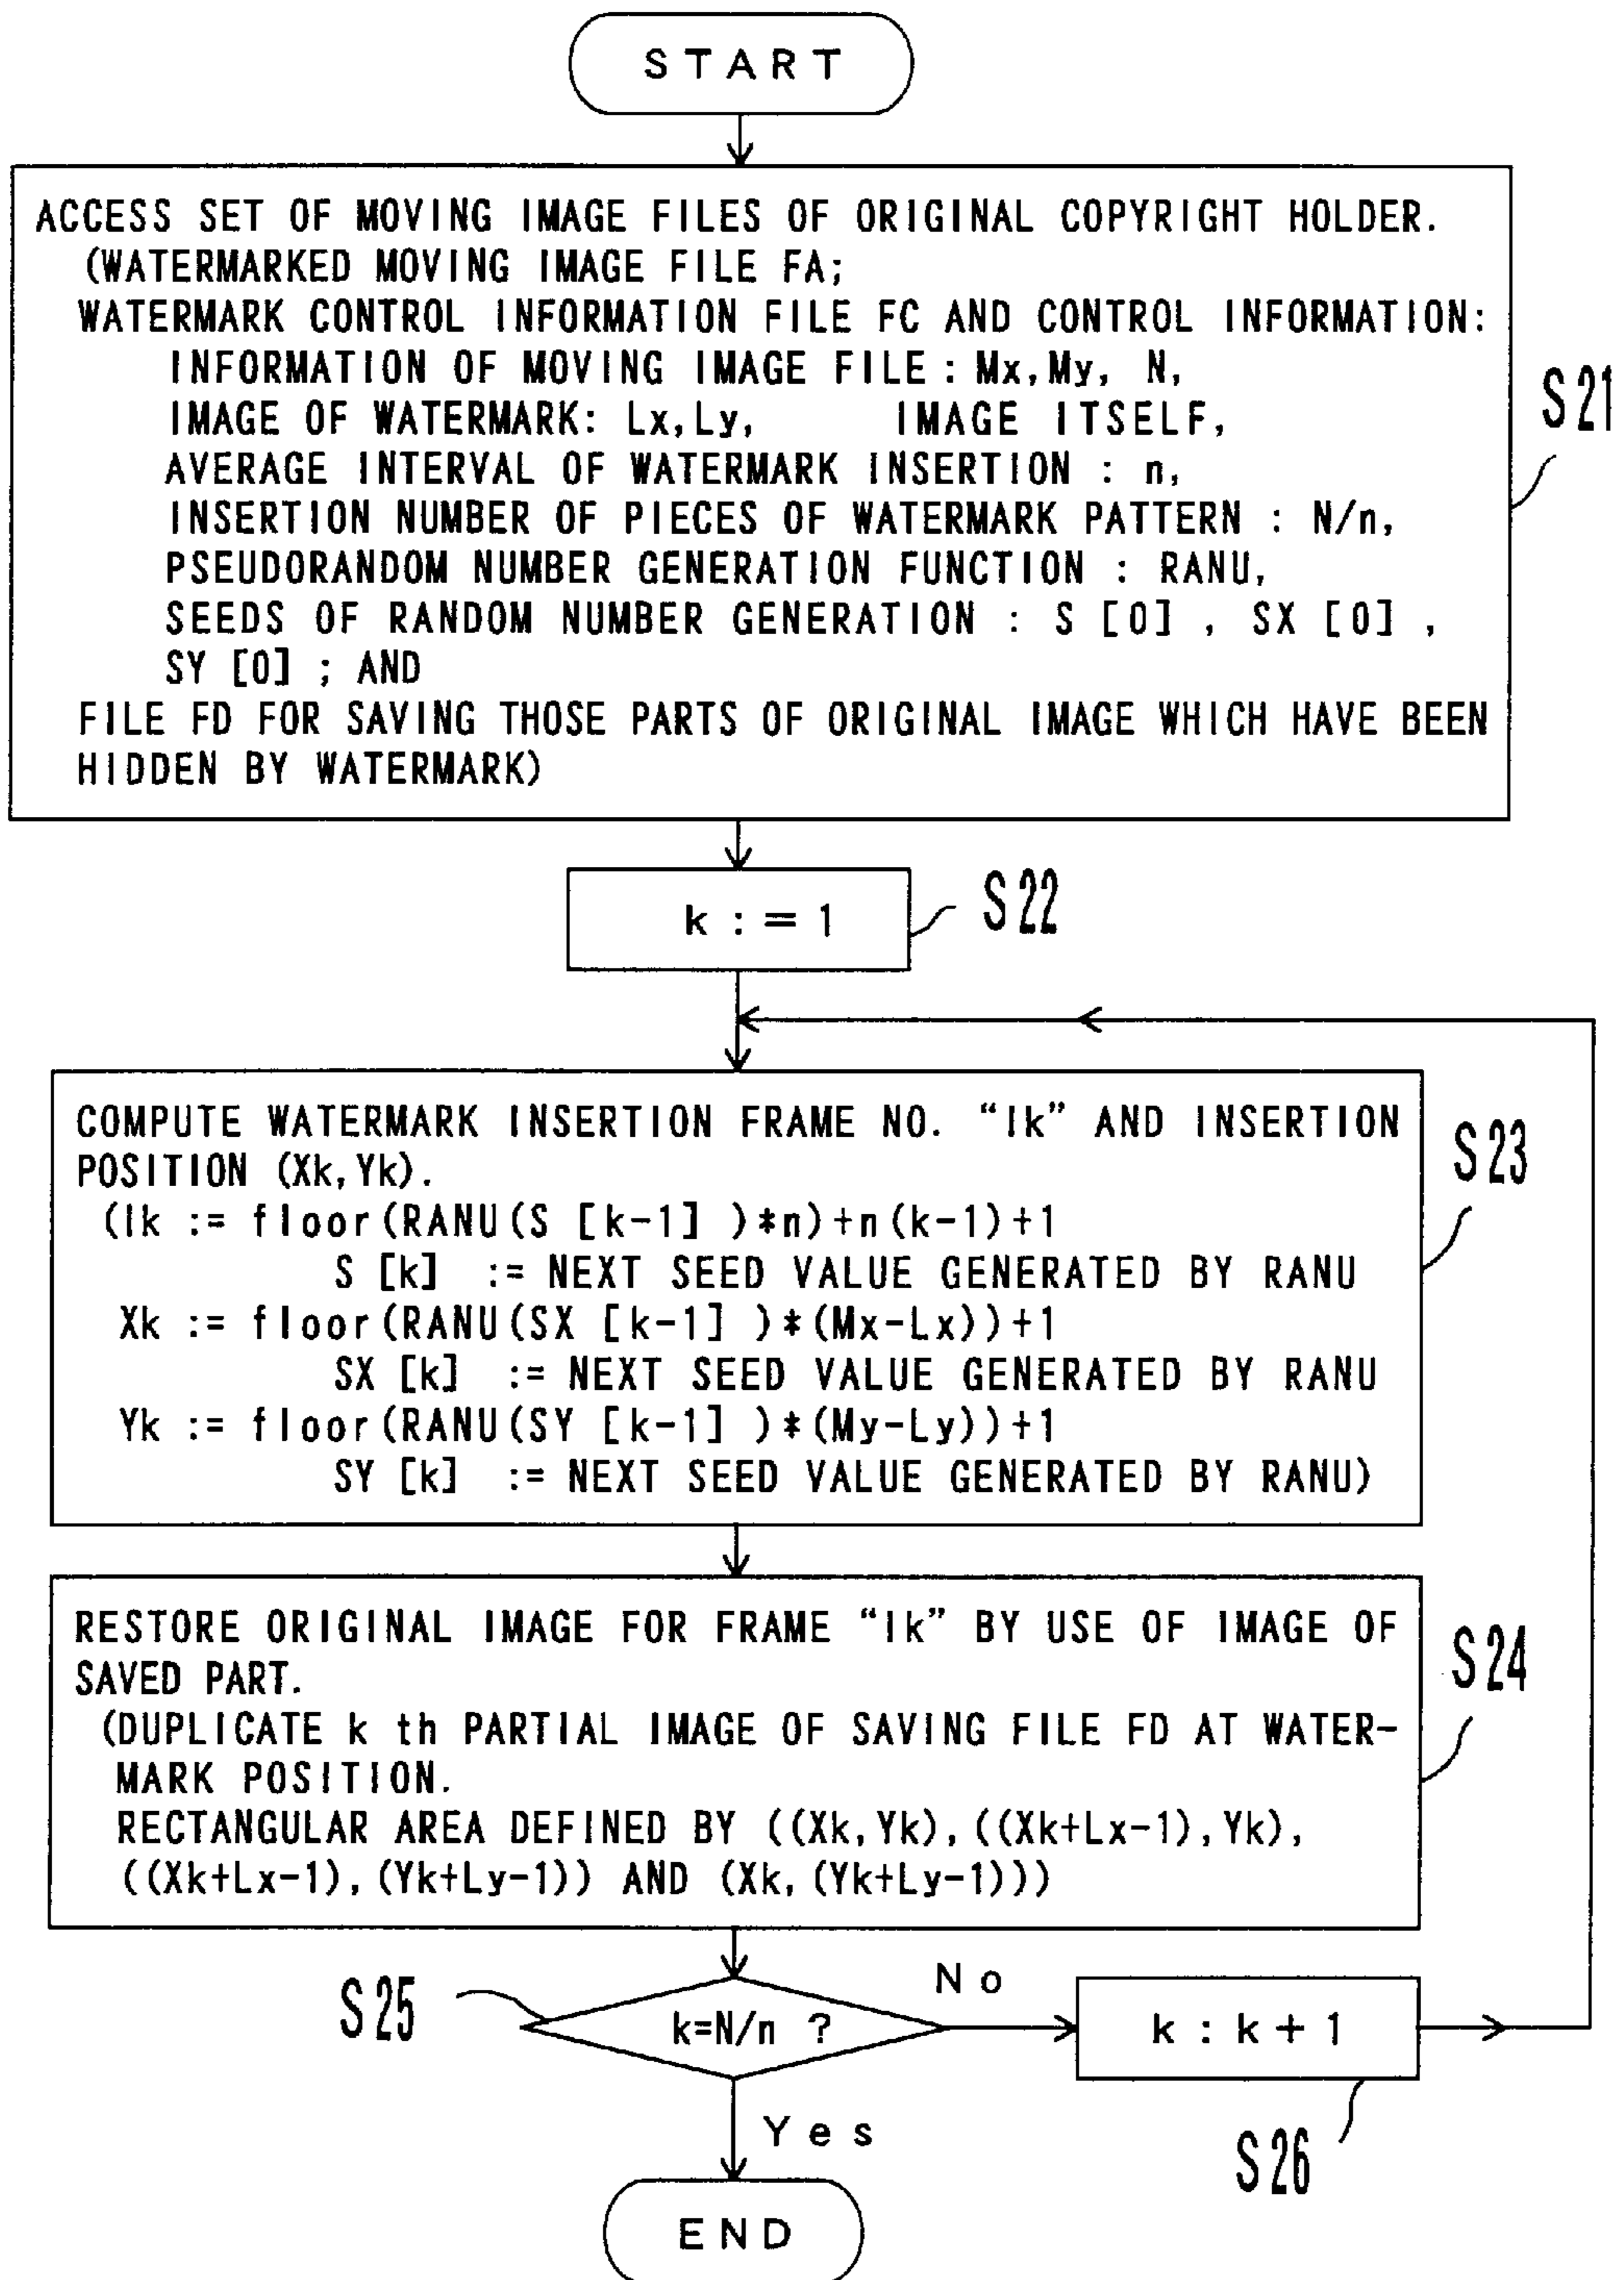 START
ACCESS SET OF MOVING IMAGE FILES OF ORIGINAL COPYRIGHT HOLDER.
(WATERMARKED MOVING IMAGE FILE FA;
WATERMARK CONTROL INFORMATION FILE FC AND CONTROL INFORMATION:
INFORMATION OF MOVING IMAGE FILE : Mx,My, N,
IMAGE OF WATERMARK: Lx,Ly, IMAGE ITSELF,
AVERAGE INTERVAL OF WATERMARK INSERTION : n,
INSERTION NUMBER OF PIECES OF WATERMARK PATTERN : N/n,
PSEUDORANDOM NUMBER GENERATION FUNCTION : RANU,
SEEDS OF RANDOM NUMBER GENERATION : S [0] , SX [0] ,
SY [0] ; AND
FILE FD FOR SAVING THOSE PARTS OF ORIGINAL IMAGE WHICH HAVE BEEN
HIDDEN BY WATERMARK)
S21
k := 1
S22
COMPUTE WATERMARK INSERTION FRAME NO. “Ik” AND INSERTION
POSITION (Xk,Yk).
(Ik := floor(RANU(S [k-1] )*n)+n(k-1)+1
S [k] := NEXT SEED VALUE GENERATED BY RANU
Xk := floor(RANU(SX [k-1] )*(Mx-Lx))+1
SX [k] := NEXT SEED VALUE GENERATED BY RANU
Yk := floor(RANU(SY [k-1] )*(My-Ly))+1
SY [k] := NEXT SEED VALUE GENERATED BY RANU)
S23
RESTORE ORIGINAL IMAGE FOR FRAME “Ik” BY USE OF IMAGE OF
SAVED PART.
(DUPLICATE k th PARTIAL IMAGE OF SAVING FILE FD AT WATER-
MARK POSITION.
RECTANGULAR AREA DEFINED BY ((Xk,Yk),((Xk+Lx-1),Yk),
((Xk+Lx-1),(Yk+Ly-1)) AND (Xk,(Yk+Ly-1)))
S24
S25
k=N/n ?
No
k : k + 1
S26
Yes
END